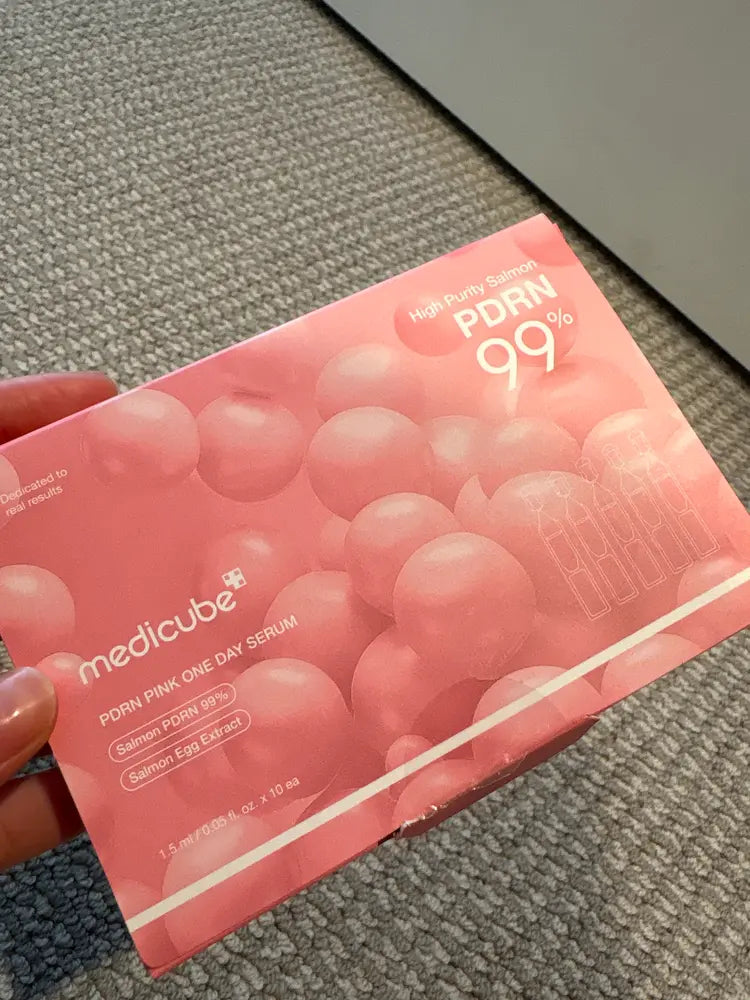 High Purity Salmon
PDRN
99%
Dedicated to
real results
medicube
PDRN PINK ONE DAY SERUM
Salmon PDRN 99%
Salmon Egg Extract
1.5 ml / 0.05 fl. oz. x 10 ea